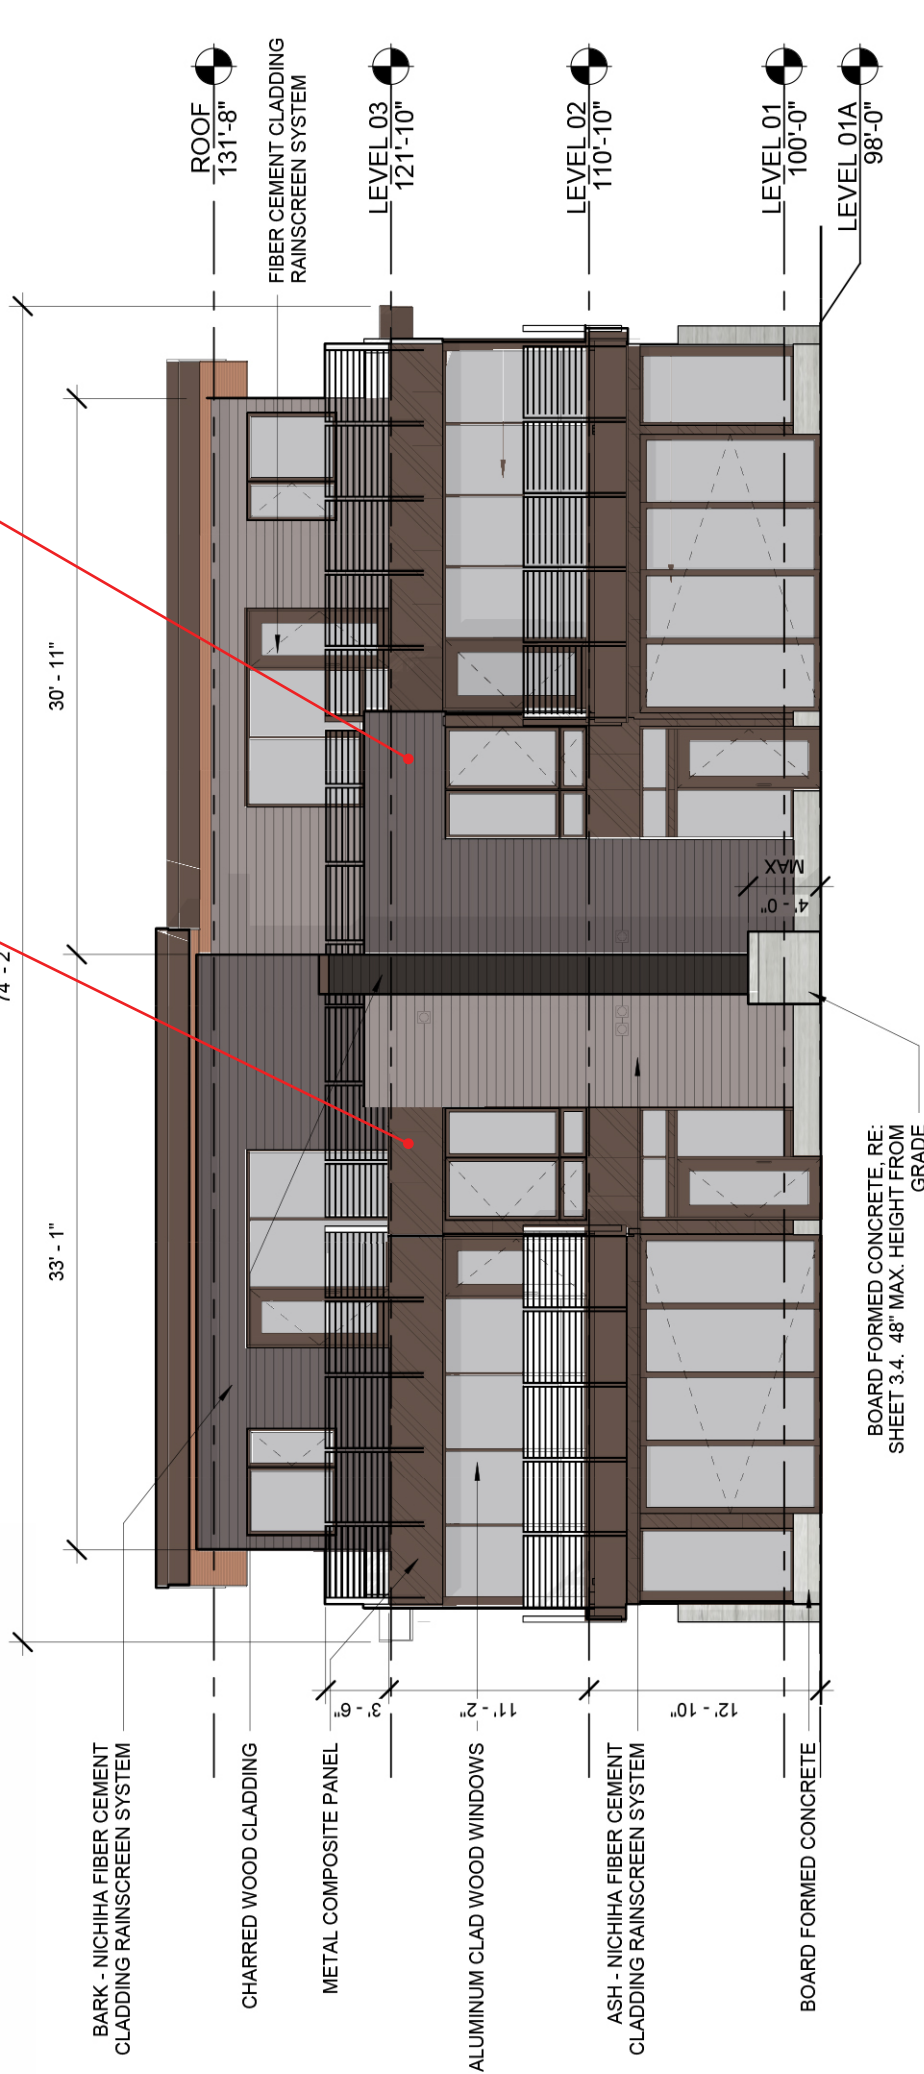 74' - 2
33' - 1"
30' - 11"
ROOF
131'-8"
FIBER CEMENT CLADDING
RAINSCREEN SYSTEM
LEVEL 03
121'-10"
LEVEL 02
110'-10"
LEVEL 01
100'-0"
LEVEL 01A
98'-0"
BARK - NICHIHA FIBER CEMENT
CLADDING RAINSCREEN SYSTEM
CHARRED WOOD CLADDING
METAL COMPOSITE PANEL
ALUMINUM CLAD WOOD WINDOWS
ASH - NICHIHA FIBER CEMENT
CLADDING RAINSCREEN SYSTEM
BOARD FORMED CONCRETE
3' - 6"
11' - 2"
12' - 10"
4' - 0"
MAX
BOARD FORMED CONCRETE, RE:
SHEET 3.4. 48" MAX. HEIGHT FROM
GRADE